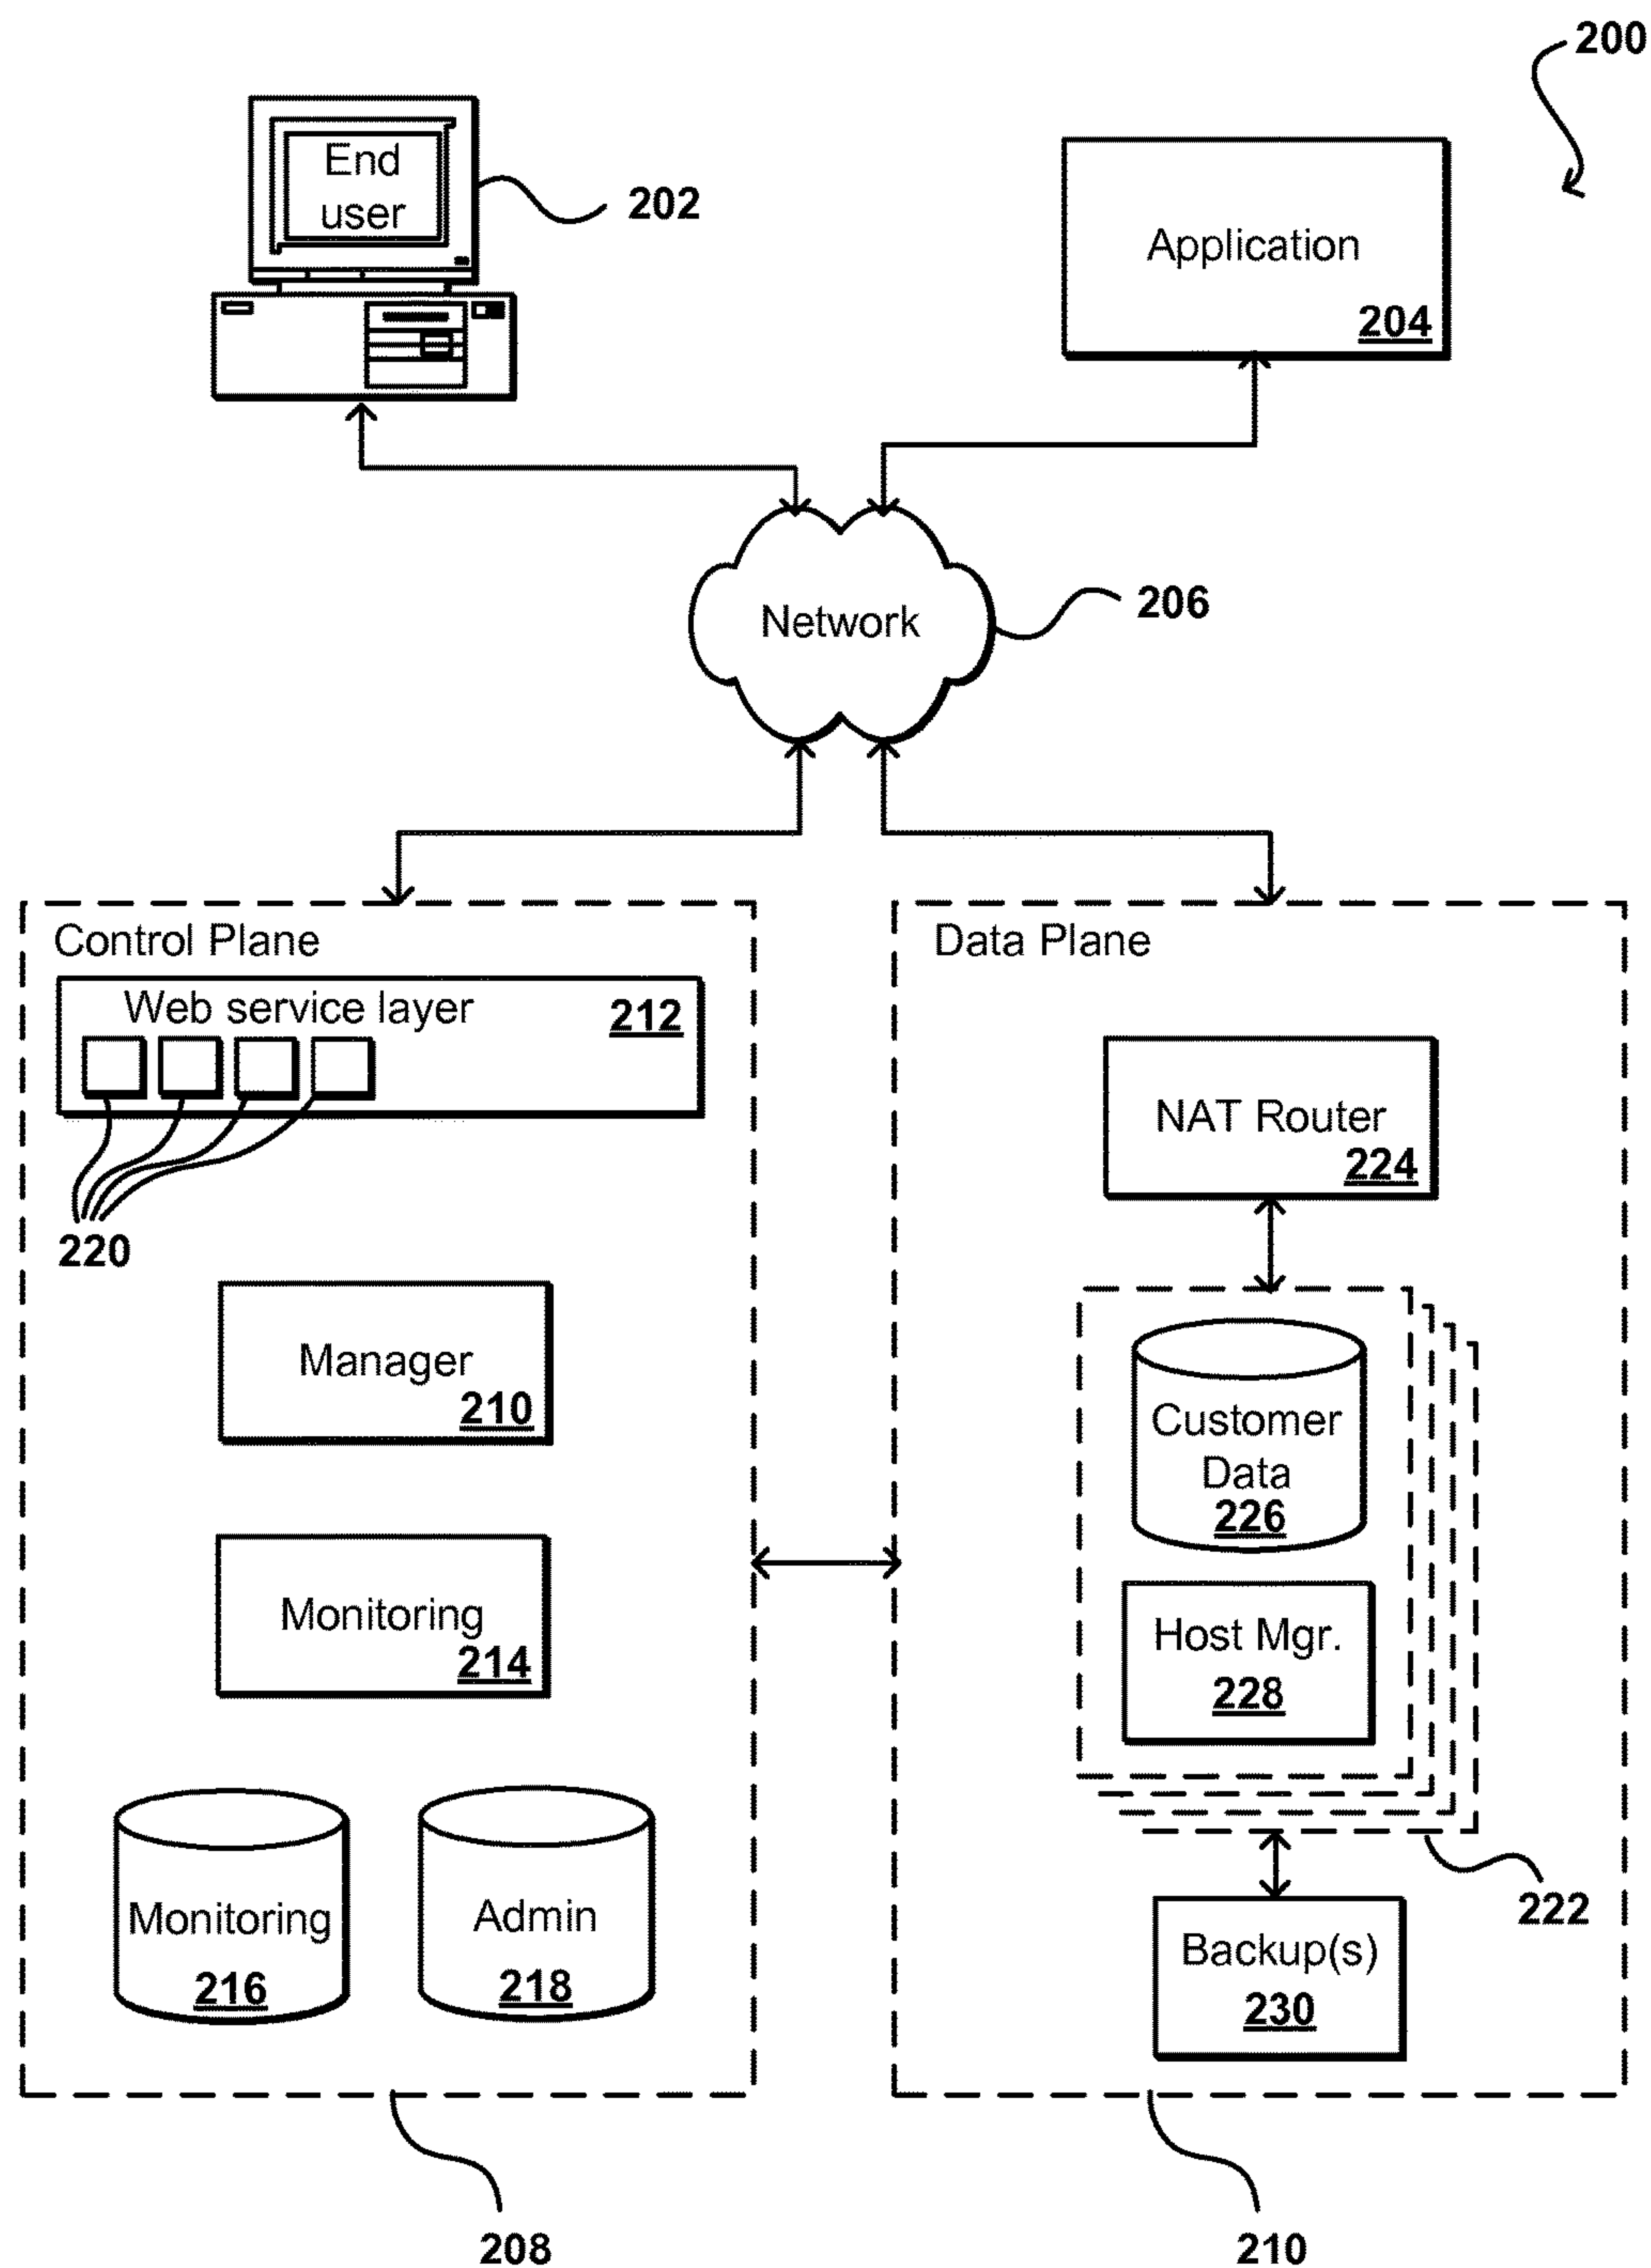 200
End
user
202
Application
204
Network
206
Control Plane
Web service layer
212
220
Manager
210
Monitoring
214
Monitoring
216
Admin
218
208
Data Plane
NAT Router
224
Customer
Data
226
Host Mgr.
228
222
Backup(s)
230
210